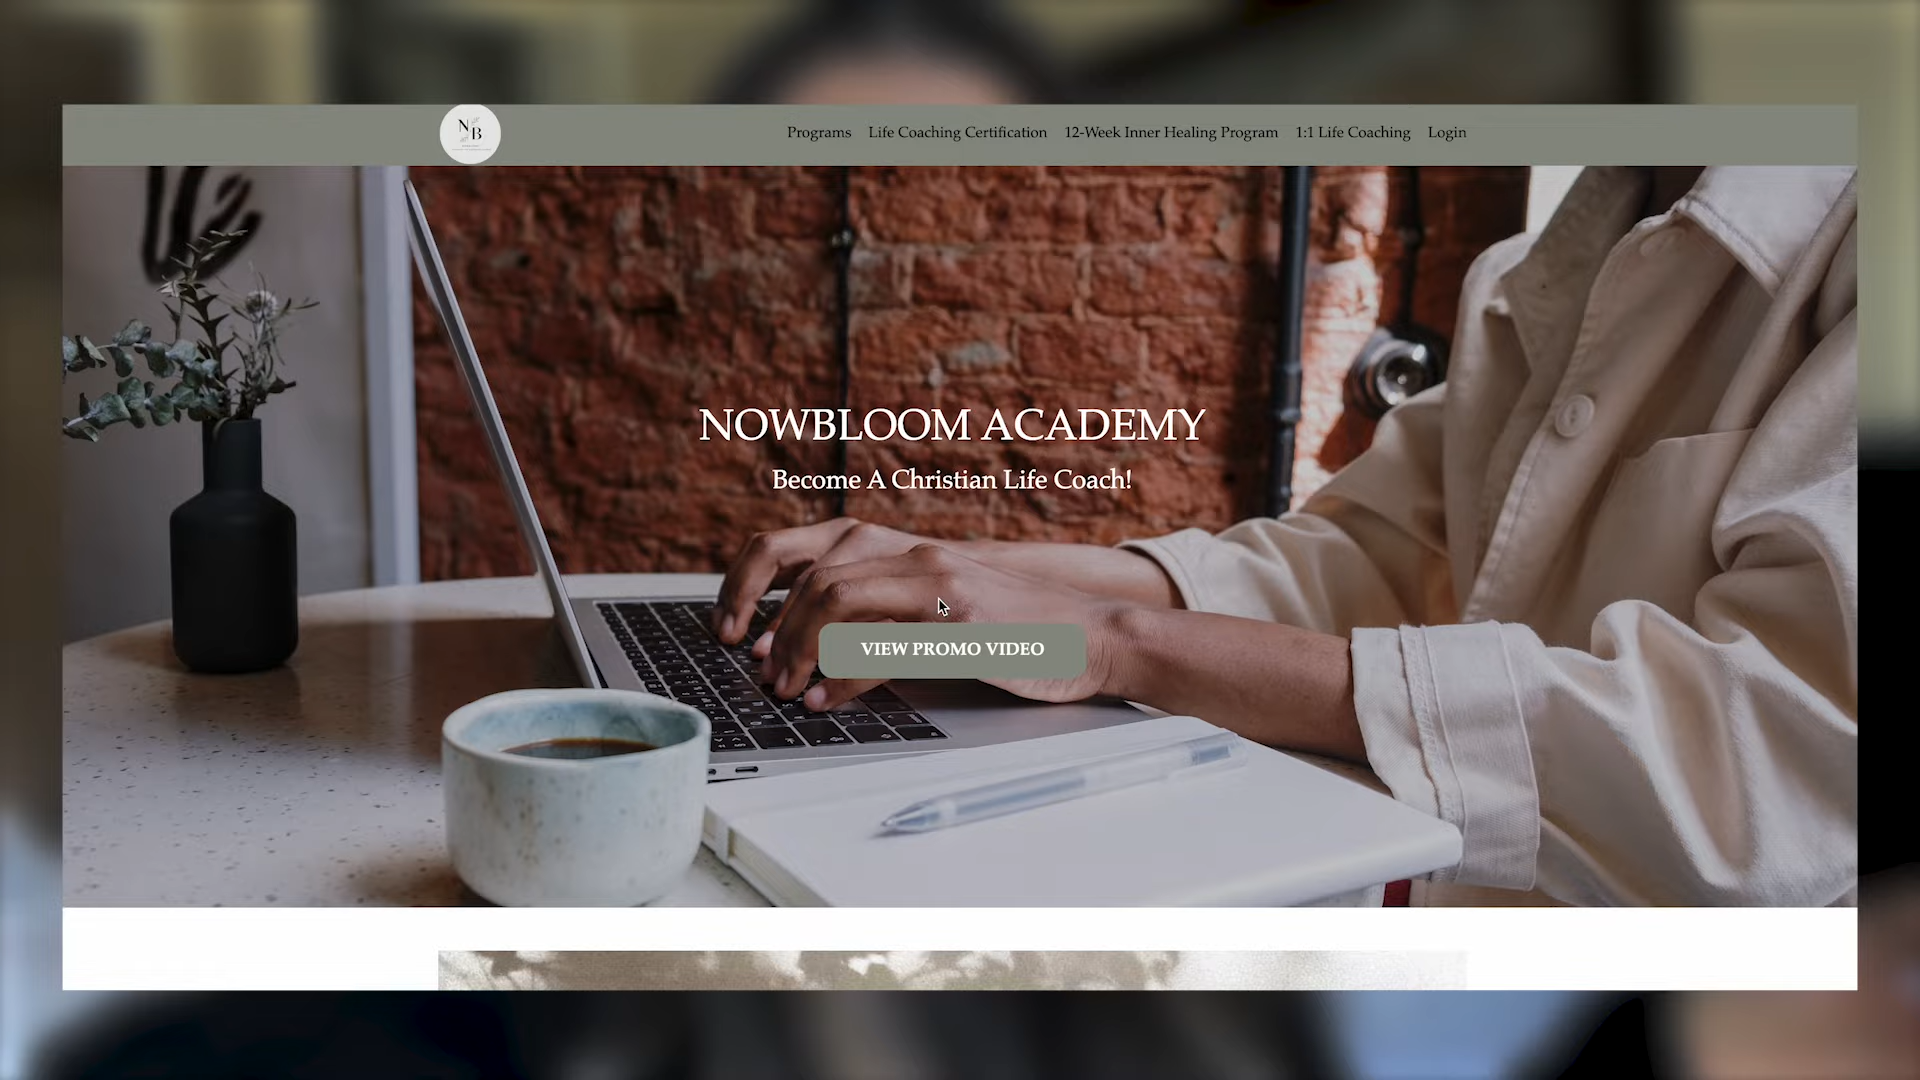 N B
Programs Life Coaching Certification 12-Week Inner Healing Program 1:1 Life Coaching Login
NOWBLOOM ACADEMY
Become A Christian Life Coach!
VIEW PROMO VIDEO